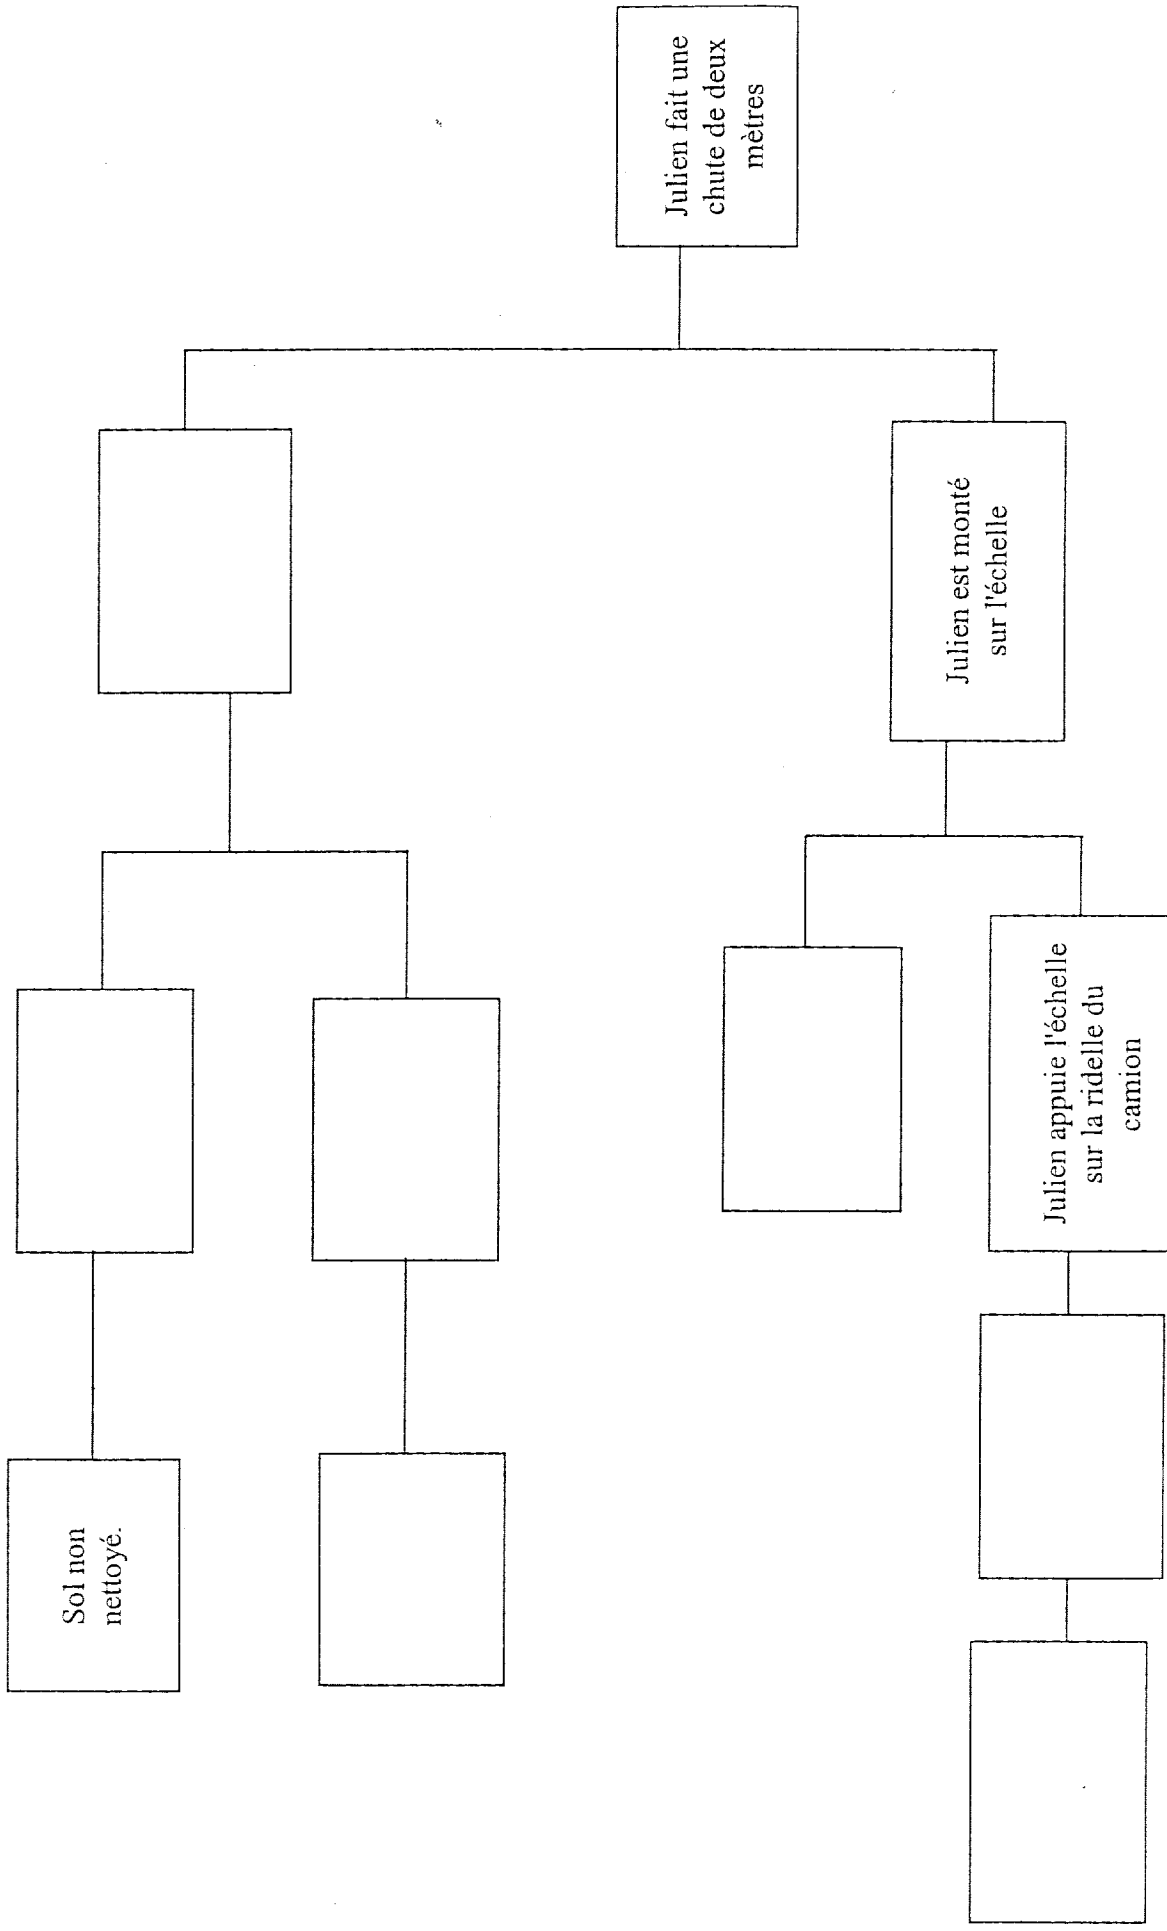 Sol non
nettoyé.
Julien fait une
chute de deux
mètres
Julien est monté
sur l'échelle
Julien appuie l'échelle
sur la ridelle du
camion